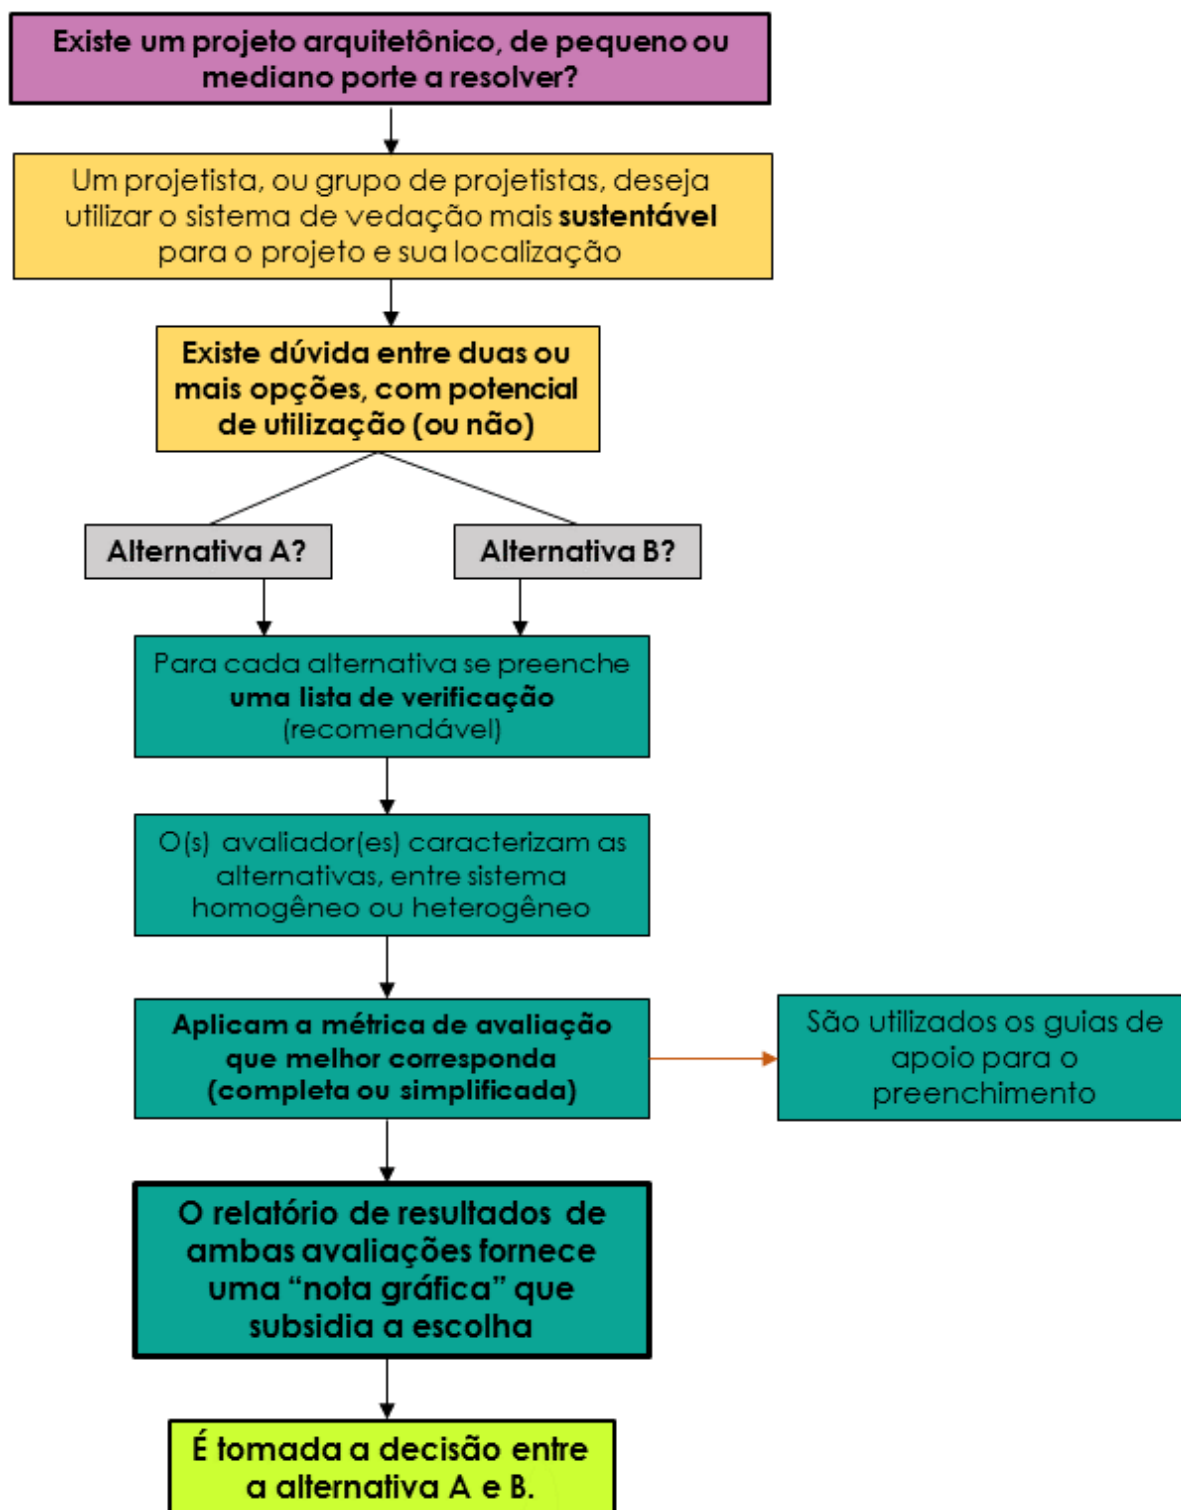 Existe um projeto arquitetônico, de pequeno ou
mediano porte a resolver?
Um projetista, ou grupo de projetistas, deseja
utilizar o sistema de vedação mais sustentável
para o projeto e sua localização
Existe dúvida entre duas ou
mais opções, com potencial
de utilização (ou não)
Alternativa A?
Alternativa B?
Para cada alternativa se preenche
uma lista de verificação
(recomendável)
O(s) avaliador(es) caracterizam as
alternativas, entre sistema
homogêneo ou heterogêneo
Aplicam a métrica de avaliação
que melhor corresponda
(completa ou simplificada)
São utilizados os guias de
apoio para o
preenchimento
O relatório de resultados de
ambas avaliações fornece
uma “nota gráfica” que
subsidia a escolha
É tomada a decisão entre
a alternativa A e B.